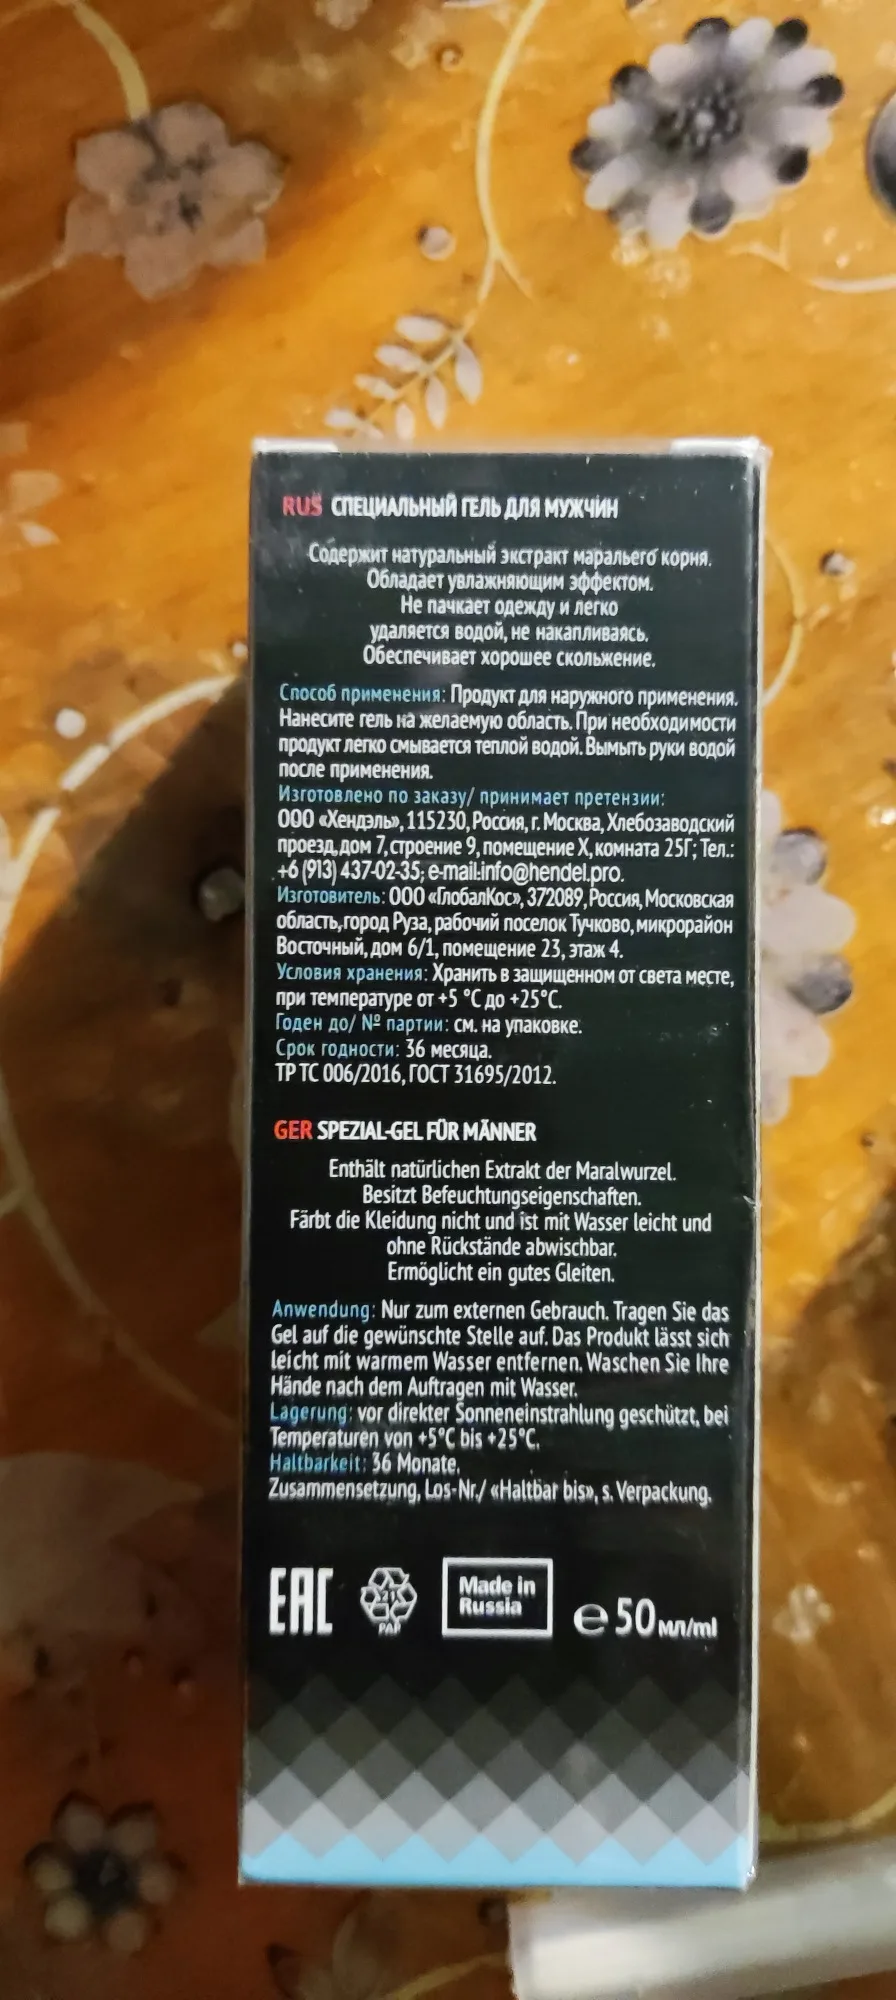 RUS СПЕЦИАЛЬНЫЙ ГЕЛЬ ДЛЯ МУЖЧИН
Содержит натуральный экстракт маральего корня.
Обладает увлажняющим эффектом.
Не пачкает одежду и легко
удаляется водой, не накапливаясь.
Обеспечивает хорошее скольжение.
Способ применения: Продукт для наружного применения.
Нанесите гель на желаемую область. При необходимости
продукт легко смывается теплой водой. Вымыть руки водой
после применения.
Изготовлено по заказу/ принимает претензии:
ООО «Хендэль», 115230, Россия, г. Москва, Хлебозаводский
проезд, дом 7, строение 9, помещение X, комната 25Г; Тел.:
+6 (913) 437-02-35; e-mail:info@hendel.pro.
Изготовитель: ООО «ГлобалКос», 372089, Россия, Московская
область, город Руза, рабочий поселок Тучково, микрорайон
Восточный, дом 6/1, помещение 23, этаж 4.
Условия хранения: Хранить в защищенном от света месте,
при температуре от +5 °C до +25°C.
Годен до/ № партии: см. на упаковке.
Срок годности: 36 месяца.
ТР ТС 006/2016, ГОСТ 31695/2012.
GER SPEZIAL-GEL FÜR MÄNNER
Enthält natürlichen Extrakt der Maralwurzel.
Besitzt Befeuchtungseigenschaften.
Färbt die Kleidung nicht und ist mit Wasser leicht und
ohne Rückstände abwischbar.
Ermöglicht ein gutes Gleiten.
Anwendung: Nur zum externen Gebrauch. Tragen Sie das
Gel auf die gewünschte Stelle auf. Das Produkt lässt sich
leicht mit warmem Wasser entfernen. Waschen Sie Ihre
Hände nach dem Auftragen mit Wasser.
Lagerung: vor direkter Sonneneinstrahlung geschützt, bei
Temperaturen von +5°C bis +25°C.
Haltbarkeit: 36 Monate.
Zusammensetzung, Los-Nr./ «Haltbar bis», s. Verpackung.
EAC
21
PAP
Made in
Russia
℮ 50 мл/ml